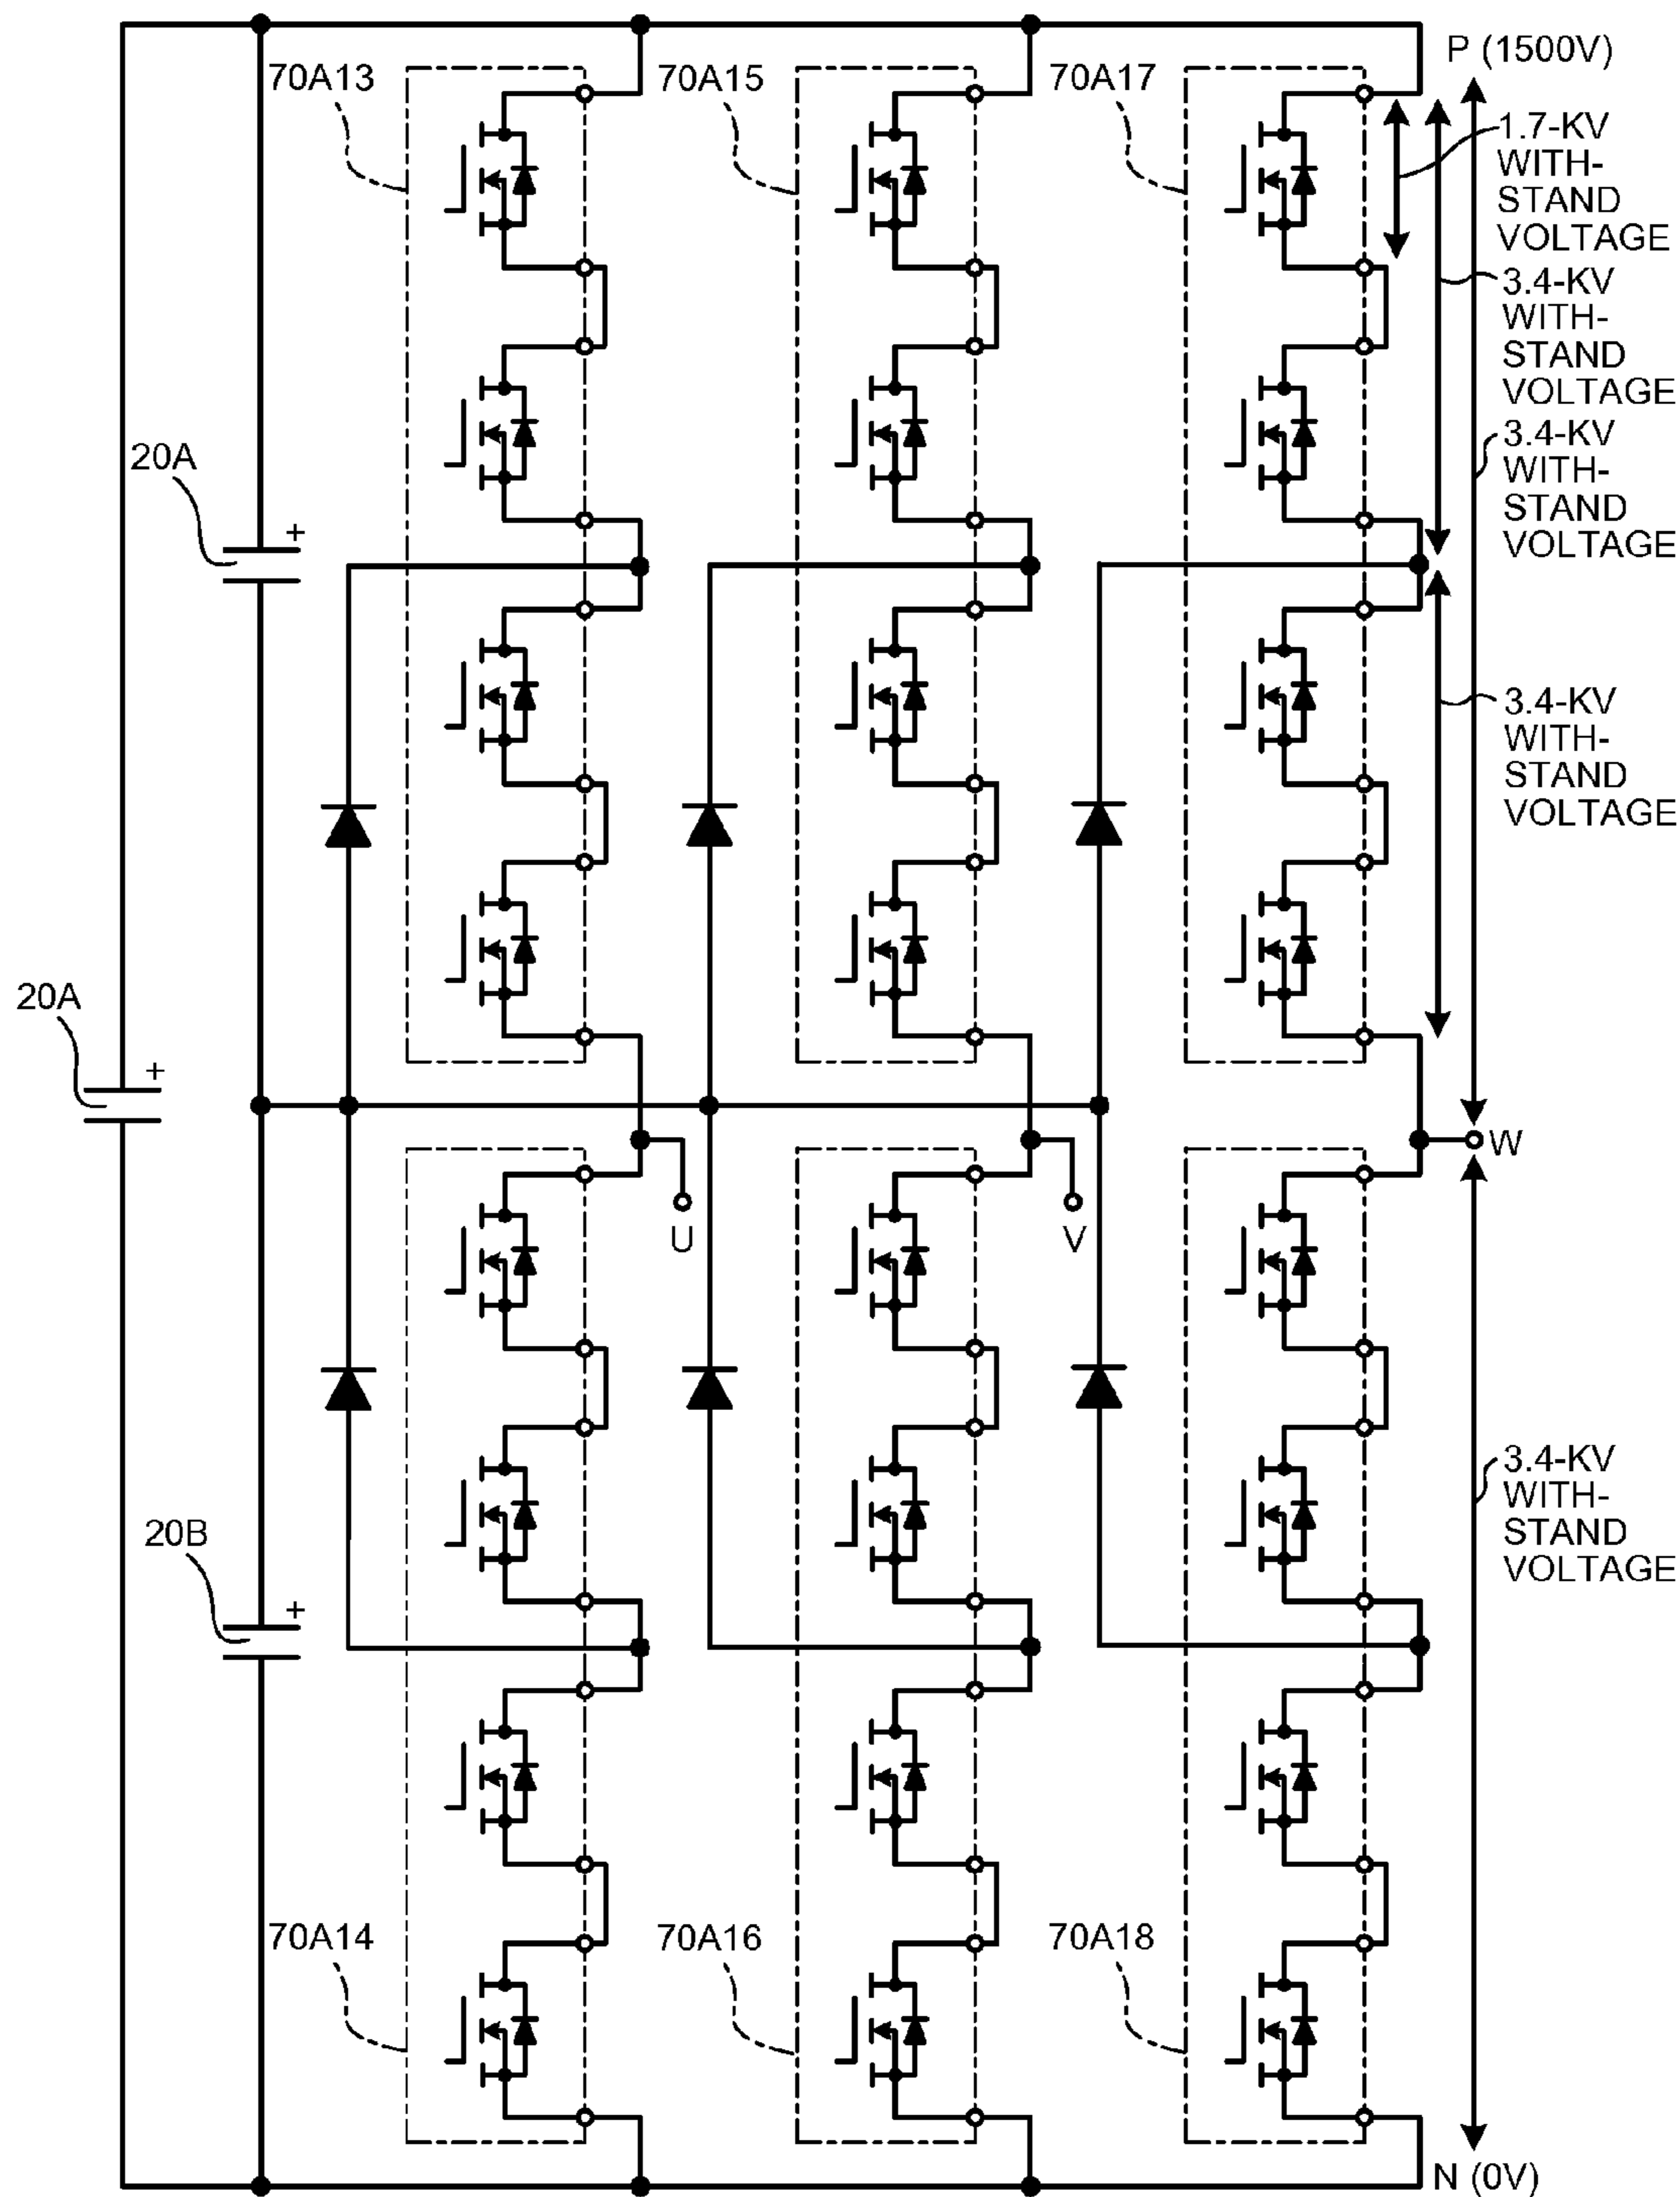 P (1500V)
70A13
70A15
70A17
1.7-KV
WITH-
STAND
VOLTAGE
3.4-KV
WITH-
STAND
VOLTAGE
3.4-KV
WITH-
STAND
VOLTAGE
20A
+
3.4-KV
WITH-
STAND
VOLTAGE
20A
+
W
U
V
3.4-KV
WITH-
STAND
VOLTAGE
20B
+
70A14
70A16
70A18
N (0V)